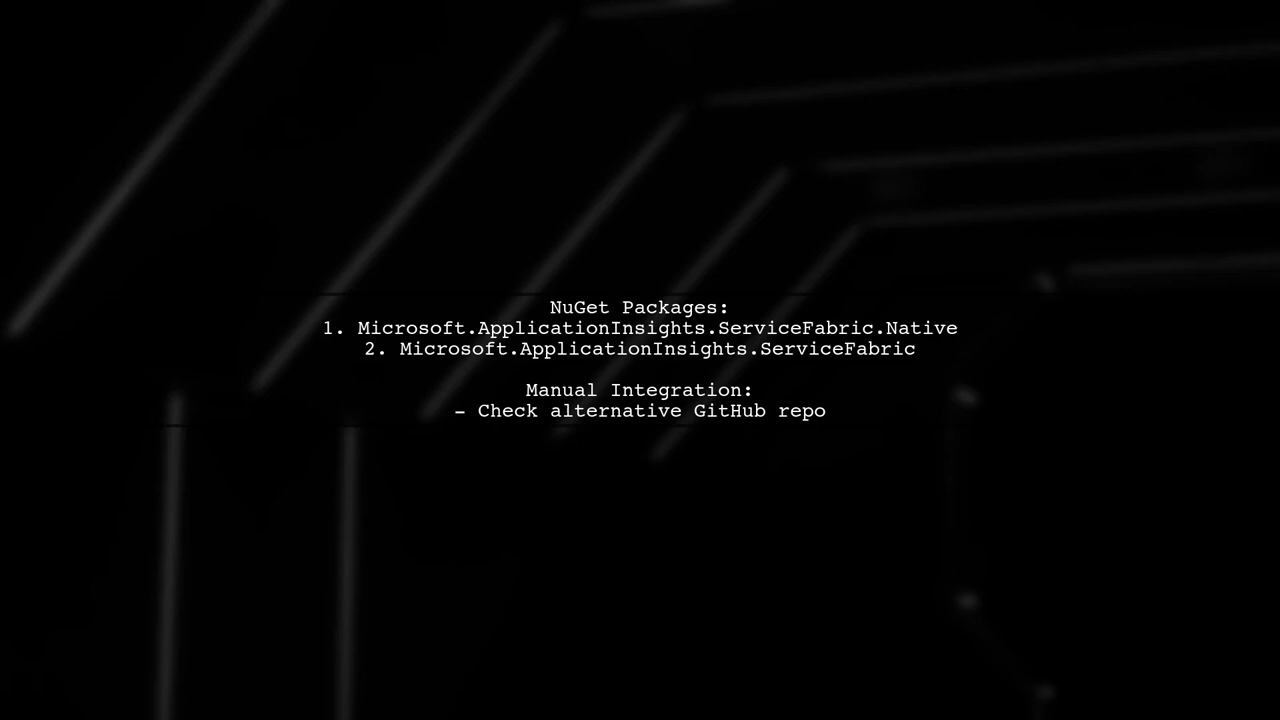 NuGet Packages:
1. Microsoft.ApplicationInsights.ServiceFabric.Native
2. Microsoft.ApplicationInsights.ServiceFabric
Manual Integration:
- Check alternative GitHub repo